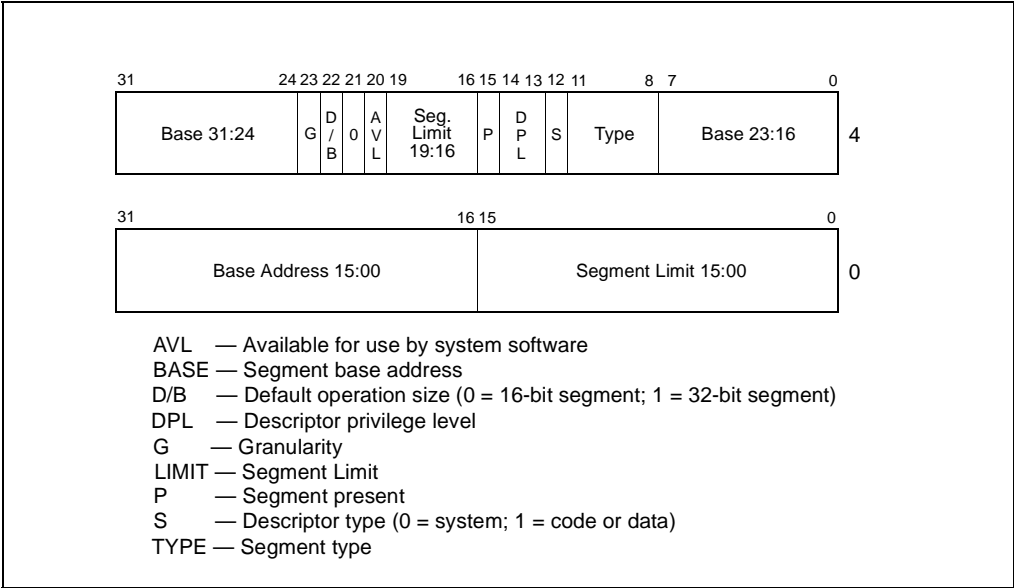 31 24 23 22 21 20 19 16 15 14 13 12 11 8 7 0
Base 31:24 G D/B 0 AVL Seg. Limit 19:16 P DPL S Type Base 23:16 4
31 16 15 0
Base Address 15:00 Segment Limit 15:00 0
AVL — Available for use by system software
BASE — Segment base address
D/B — Default operation size (0 = 16-bit segment; 1 = 32-bit segment)
DPL — Descriptor privilege level
G — Granularity
LIMIT — Segment Limit
P — Segment present
S — Descriptor type (0 = system; 1 = code or data)
TYPE — Segment type